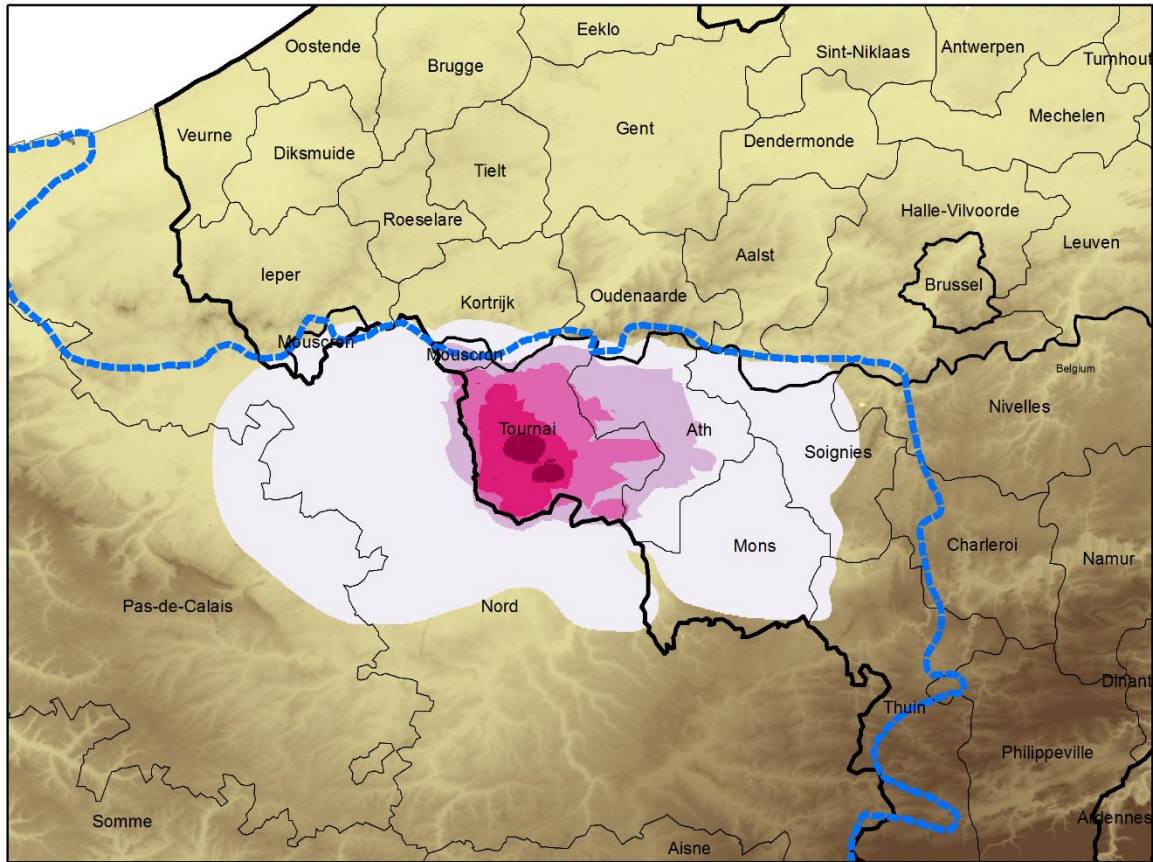 Eeklo
Oostende
Sint-Niklaas
Antwerpen
Turnhout
Brugge
Mechelen
Gent
Veurne
Dendermonde
Diksmuide
Tielt
Halle-Vilvoorde
Roeselare
Leuven
Aalst
Ieper
Brussel
Kortrijk
Oudenaarde
Mouscron
Mouscron
Belgium
Nivelles
Tournai
Ath
Soignies
Mons
Charleroi
Namur
Pas-de-Calais
Nord
Dinant
Thuin
Philippeville
Somme
Ardennes
Aisne